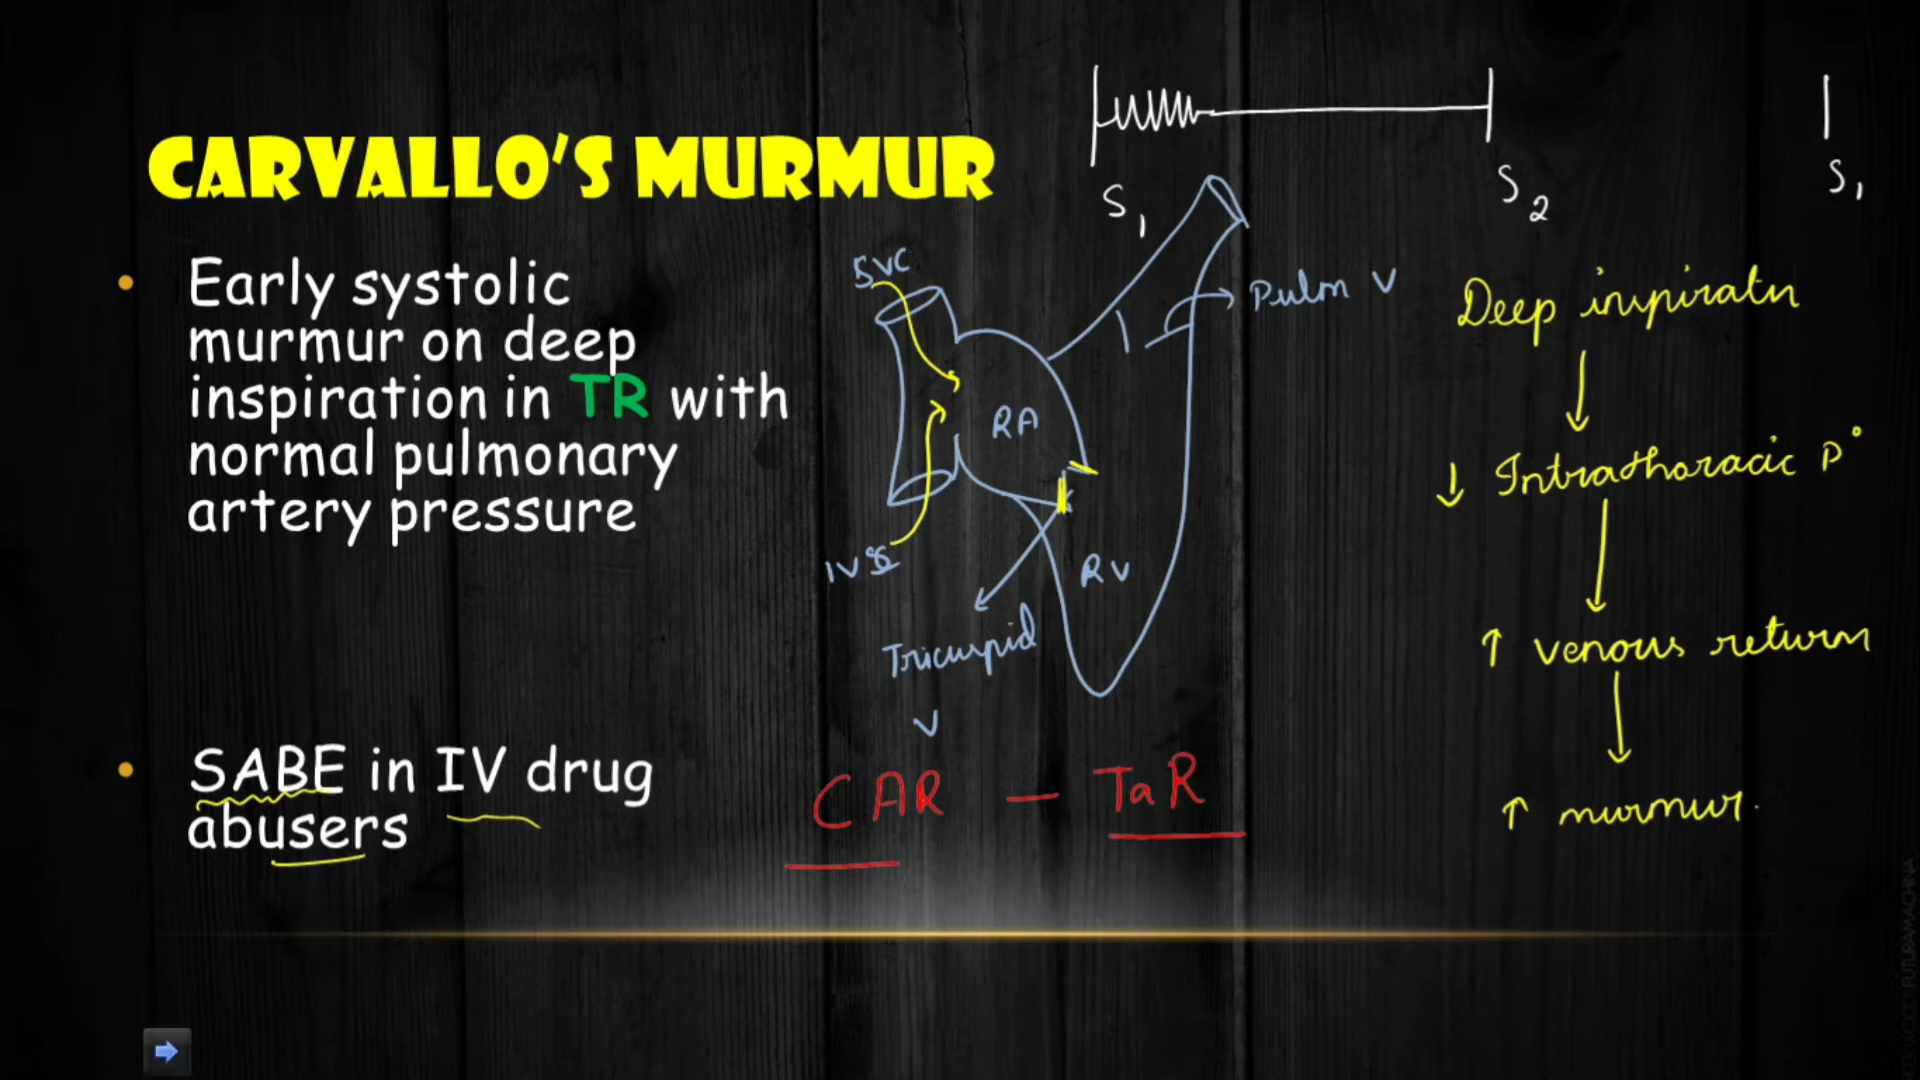 CARVALLO'S MURMUR
• Early systolic
murmur on deep
inspiration in TR with
normal pulmonary
artery pressure
• SABE in IV drug
abusers
S1
S2
S1
SVC
Pulm V
RA
RV
Tricuspid
V
CAR — TaR
Deep inspiratn
↓ Intrathoracic P°
↑ venous return
↑ murmur.
FUTURAMACHINA